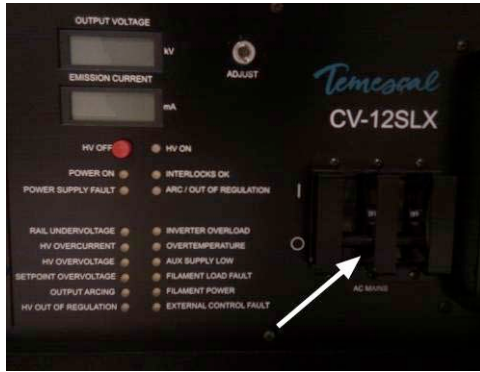 OUTPUT VOLTAGE
kV
ADJUST
EMISSION CURRENT
mA
Temescal
CV-12SLX
HV OFF
HV ON
POWER ON
INTERLOCKS OK
POWER SUPPLY FAULT
ARC / OUT OF REGULATION
I
RAIL UNDERVOLTAGE
INVERTER OVERLOAD
O
HV OVERCURRENT
OVERTEMPERATURE
HV OVERVOLTAGE
AUX SUPPLY LOW
SETPOINT OVERVOLTAGE
FILAMENT LOAD FAULT
OUTPUT ARCING
FILAMENT POWER
AC MAINS
HV OUT OF REGULATION
EXTERNAL CONTROL FAULT